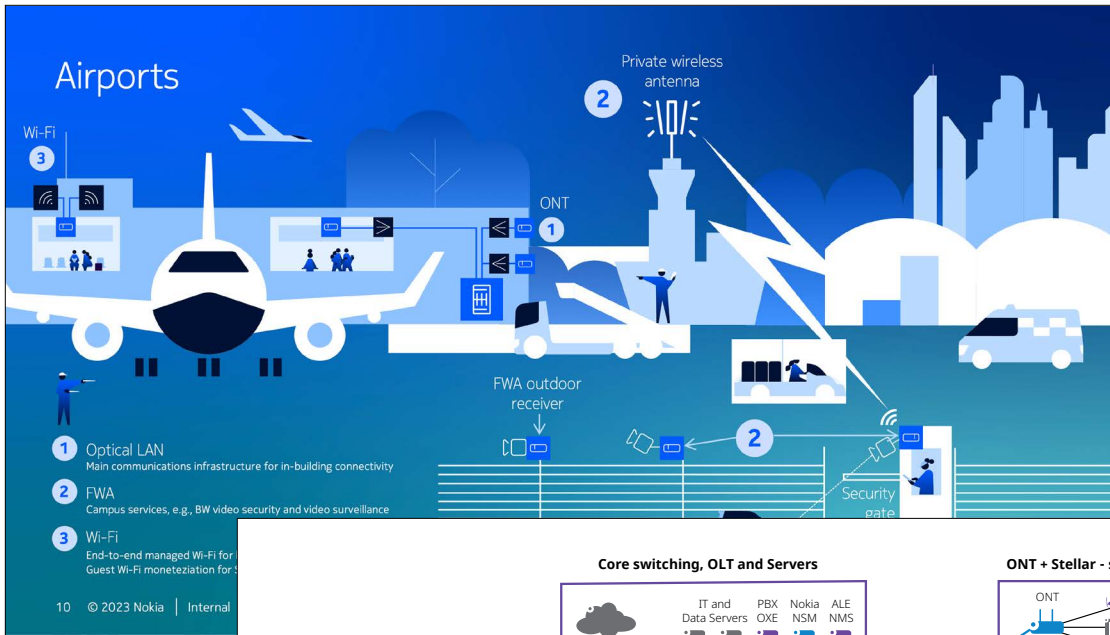 Airports
Private wireless
antenna
2
Wi-Fi
3
ONT
1
FWA outdoor
receiver
2
Security
gate
1 Optical LAN
Main communications infrastructure for in-building connectivity
2 FWA
Campus services, e.g., BW video security and video surveillance
3 Wi-Fi
End-to-end managed Wi-Fi for
Guest Wi-Fi moneteziation for
10 © 2023 Nokia | Internal
Core switching, OLT and Servers
IT and
Data Servers
PBX
OXE
Nokia
NSM
ALE
NMS
ONT + Stellar -
ONT